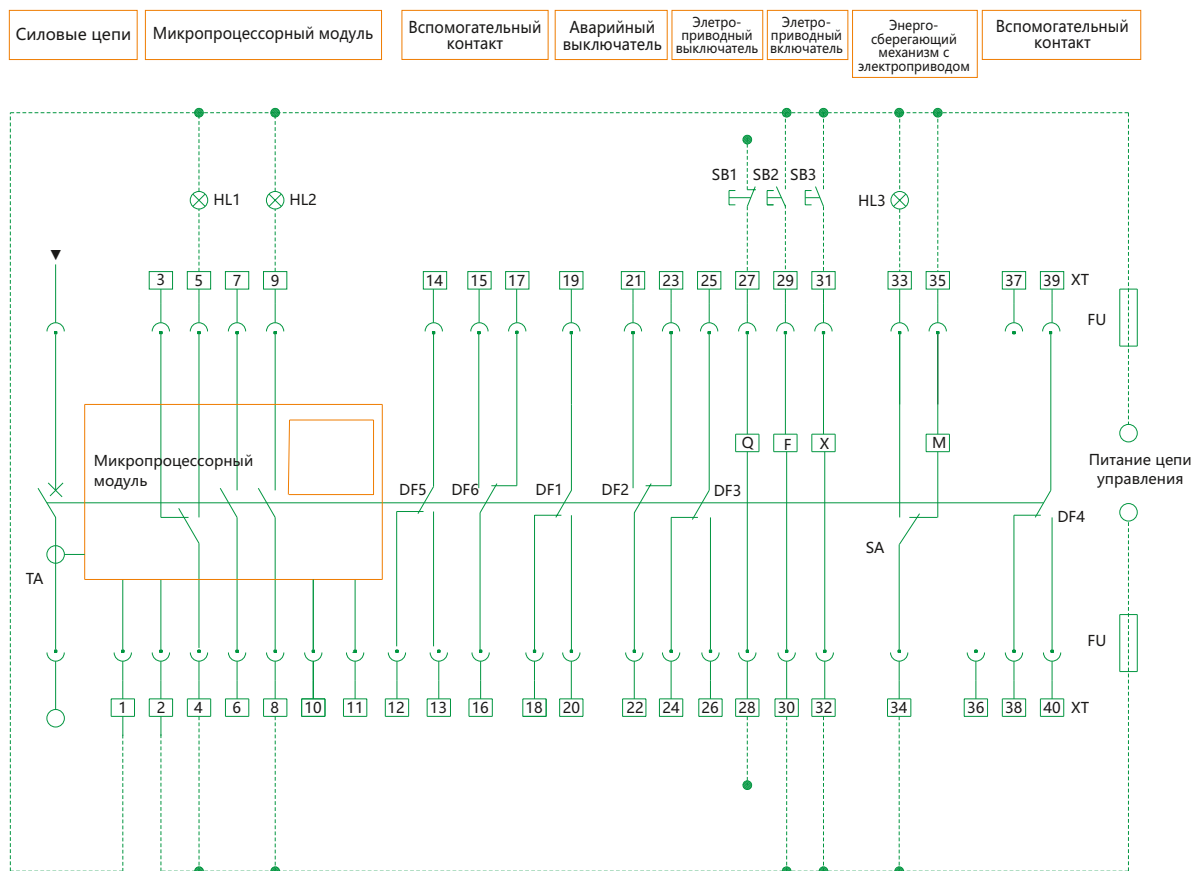 Силовые цепи
Микропроцессорный модуль
Вспомогательный
контакт
Аварийный
выключатель
Элетро-
приводный
выключатель
Элетро-
приводный
включатель
Энерго-
сберегающий
механизм с
электроприводом
Вспомогательный
контакт
SB1 SB2 SB3
HL1 HL2 HL3
3 5 7 9 14 15 17 19 21 23 25 27 29 31 33 35 37 39 XT
FU
Q F X M
Микропроцессорный
модуль
Питание цепи
управления
DF5 DF6 DF1 DF2 DF3
DF4
SA
TA
FU
1 2 4 6 8 10 11 12 13 16 18 20 22 24 26 28 30 32 34 36 38 40 XT